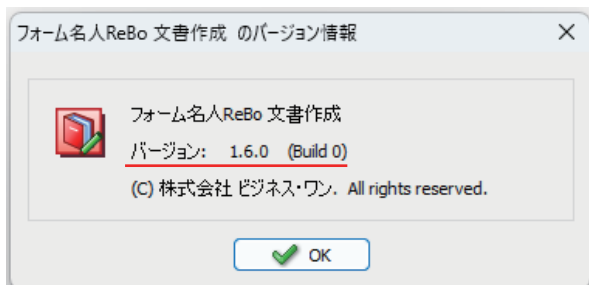 フォーム名人ReBo 文書作成 のバージョン情報
フォーム名人ReBo 文書作成
バージョン: 1.6.0 (Build 0)
(C) 株式会社 ビジネス・ワン. All rights reserved.
OK